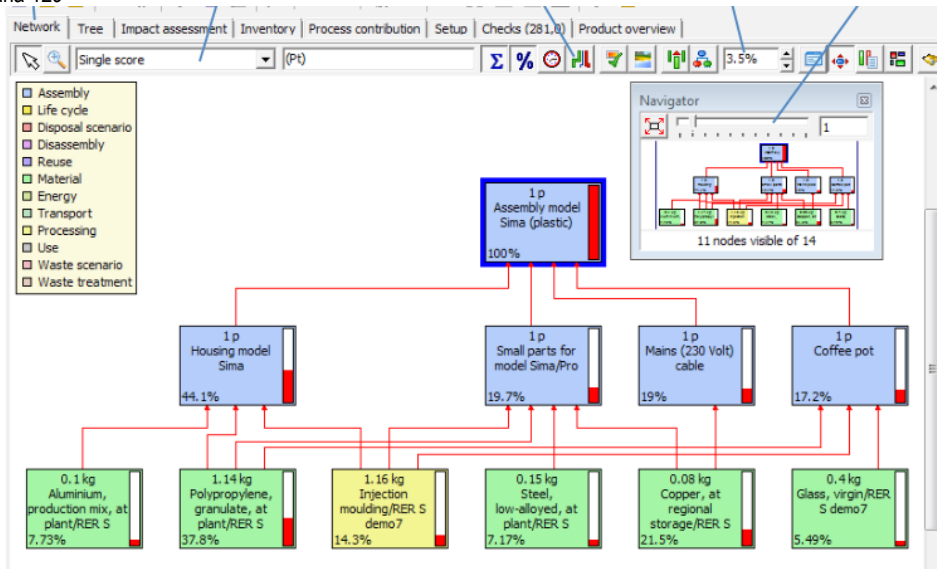 Network Tree Impact assessment Inventory Process contribution Setup Checks (281,0) Product overview
Single score (Pt) Σ % 3.5%
Assembly
Life cycle
Disposal scenario
Disassembly
Reuse
Material
Energy
Transport
Processing
Use
Waste scenario
Waste treatment
Navigator
1
11 nodes visible of 14
1 p
Assembly model
Sima (plastic)
100%
1 p
Housing model
Sima
44.1%
1 p
Small parts for
model Sima/Pro
19.7%
1 p
Mains (230 Volt)
cable
19%
1 p
Coffee pot
17.2%
0.1 kg
Aluminium,
production mix, at
plant/RER S
7.73%
1.14 kg
Polypropylene,
granulate, at
plant/RER S
37.8%
1.16 kg
Injection
moulding/RER S
demo7
14.3%
0.15 kg
Steel,
low-alloyed, at
plant/RER S
7.17%
0.08 kg
Copper, at
regional
storage/RER S
21.5%
0.4 kg
Glass, virgin/RER
S demo7
5.49%